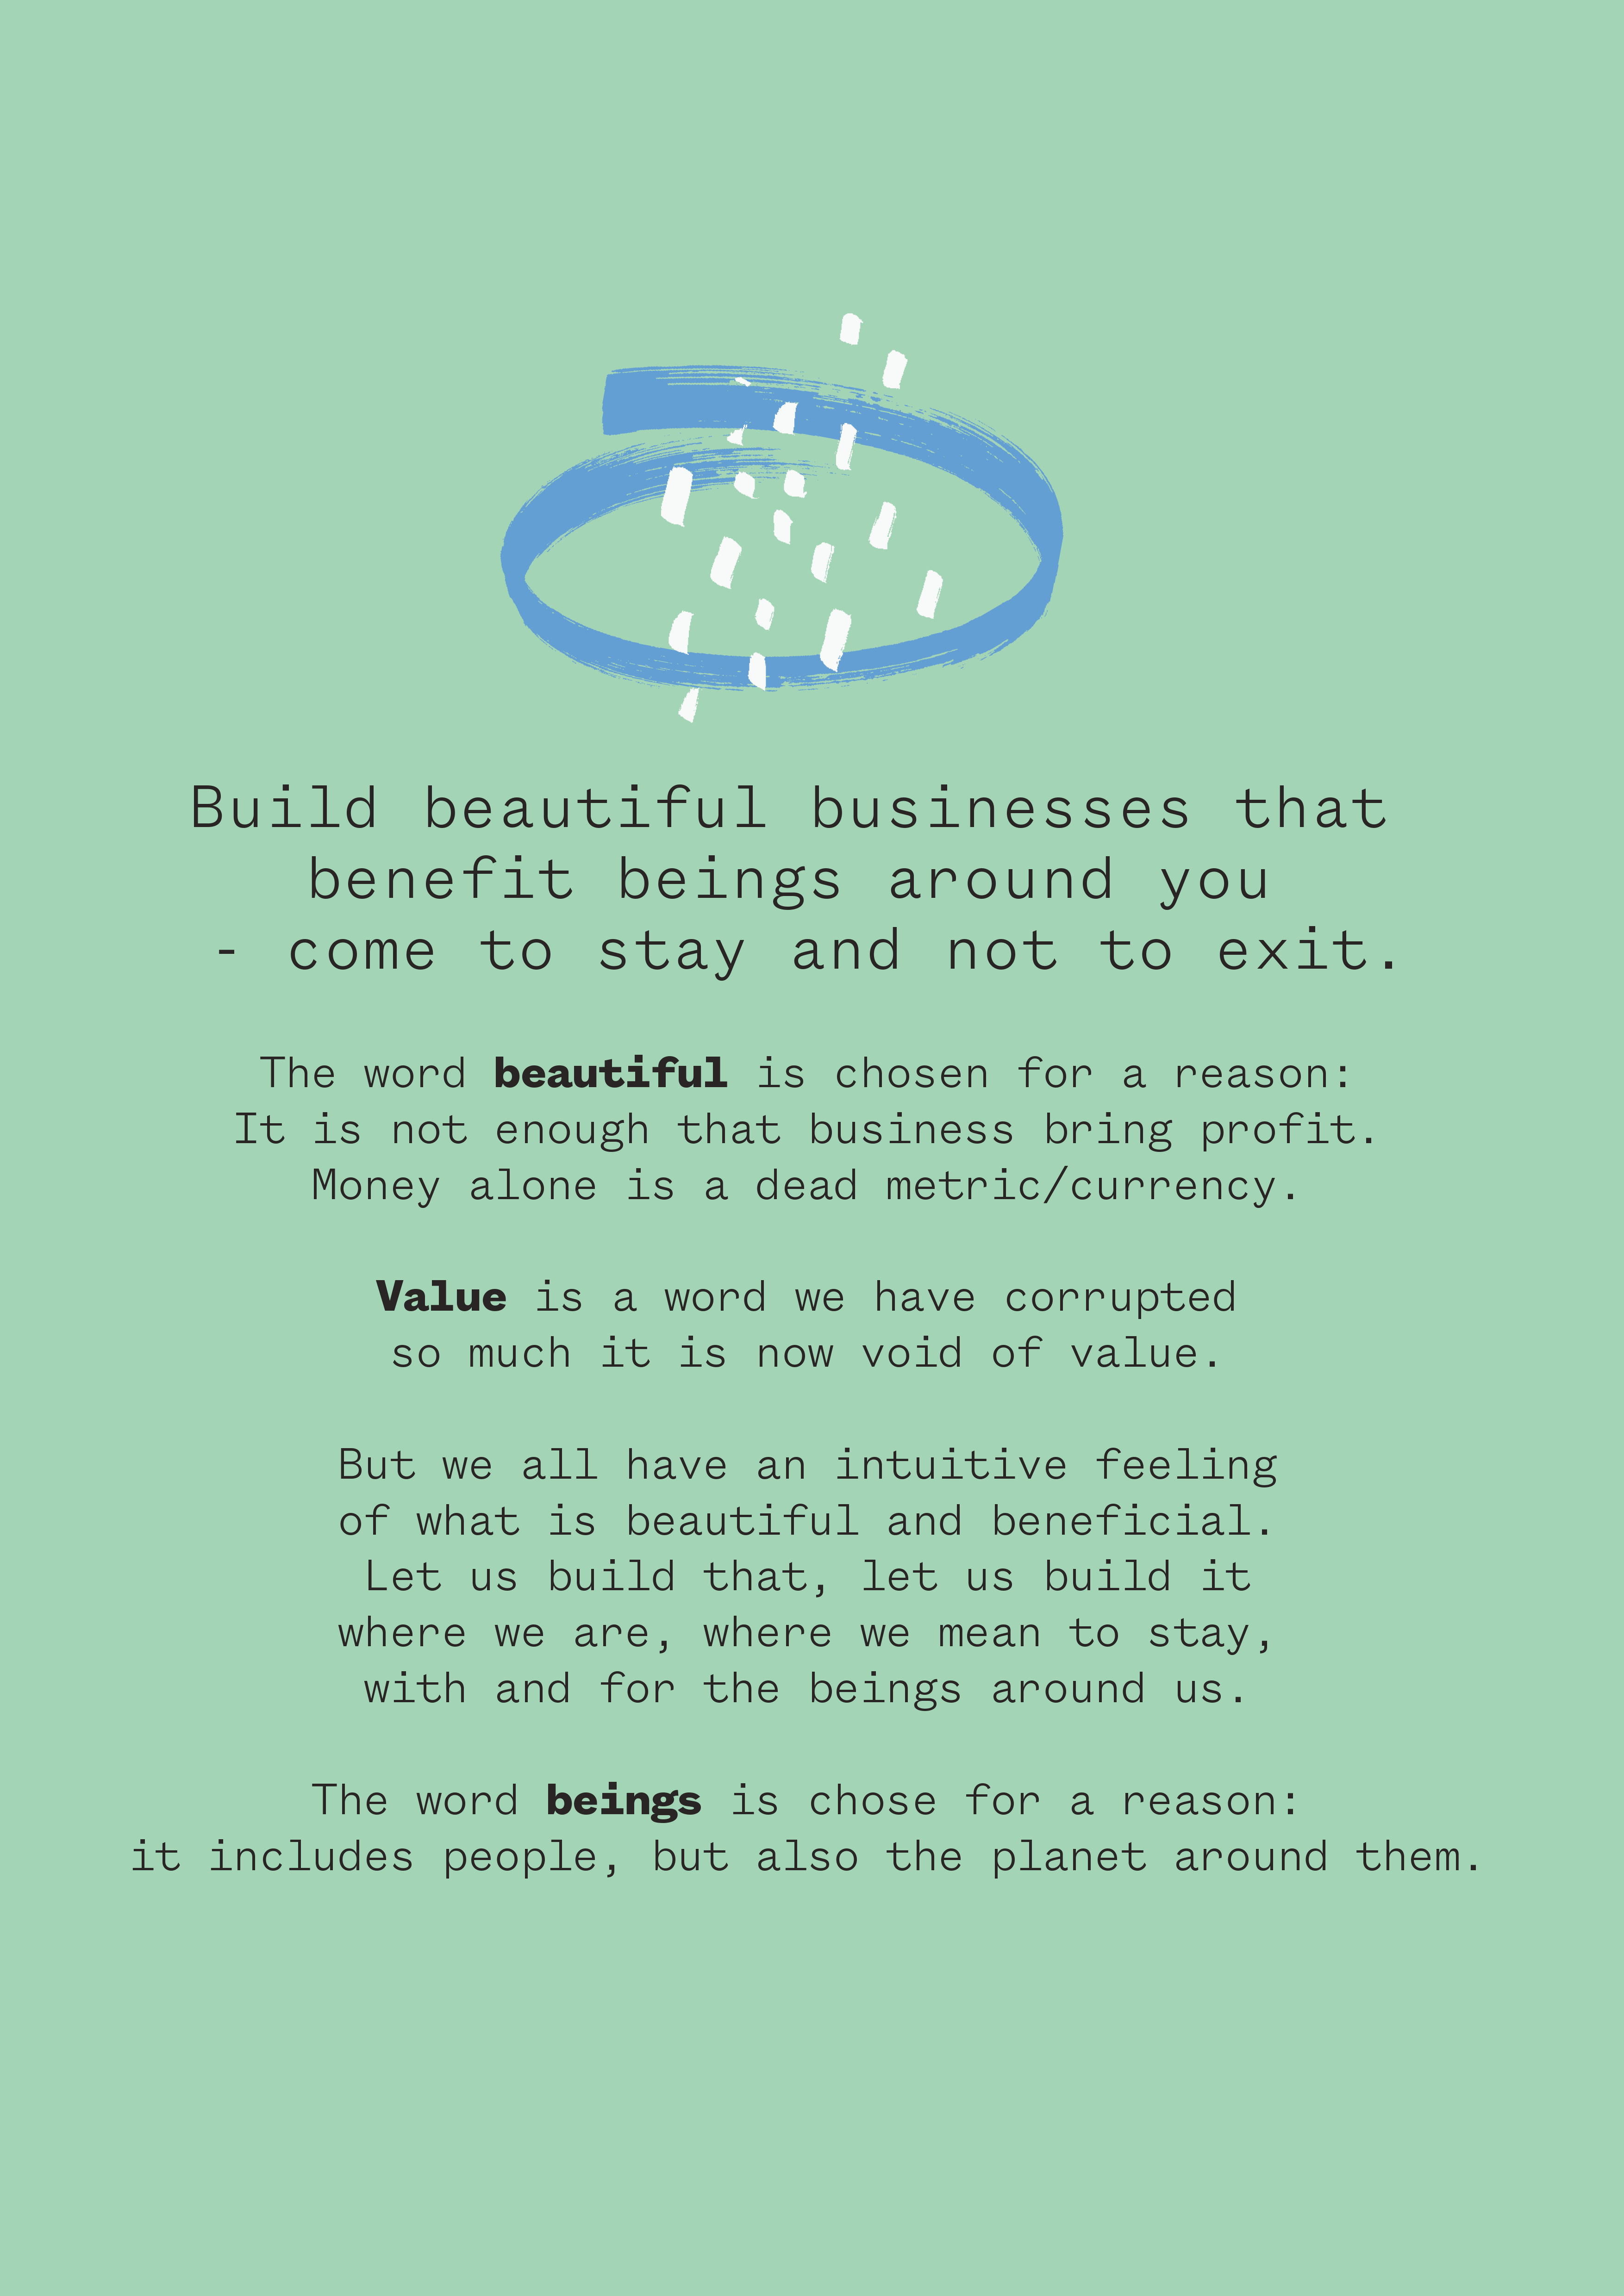 Build beautiful businesses that
benefit beings around you
- come to stay and not to exit.
The word beautiful is chosen for a reason:
It is not enough that business bring profit.
Money alone is a dead metric/currency.
Value is a word we have corrupted
so much it is now void of value.
But we all have an intuitive feeling
of what is beautiful and beneficial.
Let us build that, let us build it
where we are, where we mean to stay,
with and for the beings around us.
The word beings is chose for a reason:
it includes people, but also the planet around them.